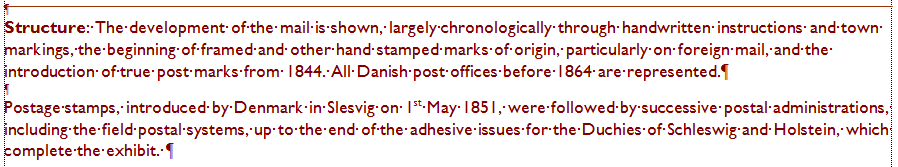 Structure: The development of the mail is shown, largely chronologically through handwritten instructions and town
markings, the beginning of framed and other hand stamped marks of origin, particularly on foreign mail, and the
introduction of true post marks from 1844. All Danish post offices before 1864 are represented.¶
¶
Postage stamps, introduced by Denmark in Slesvig on 1st May 1851, were followed by successive postal administrations,
including the field postal systems, up to the end of the adhesive issues for the Duchies of Schleswig and Holstein, which
complete the exhibit. ¶